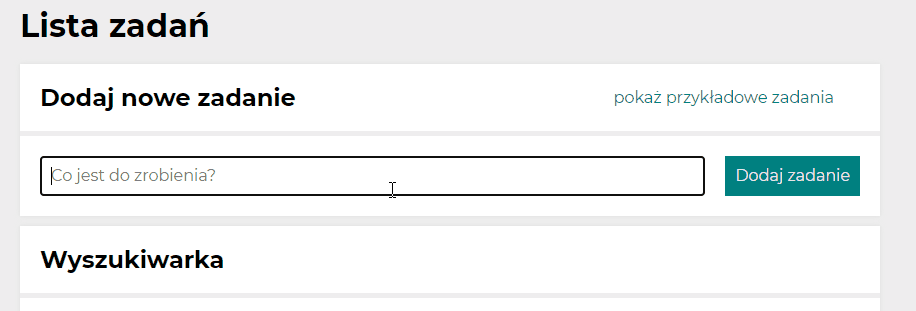 Lista zadań
Dodaj nowe zadanie
pokaż przykładowe zadania
Co jest do zrobienia?
Dodaj zadanie
Wyszukiwarka